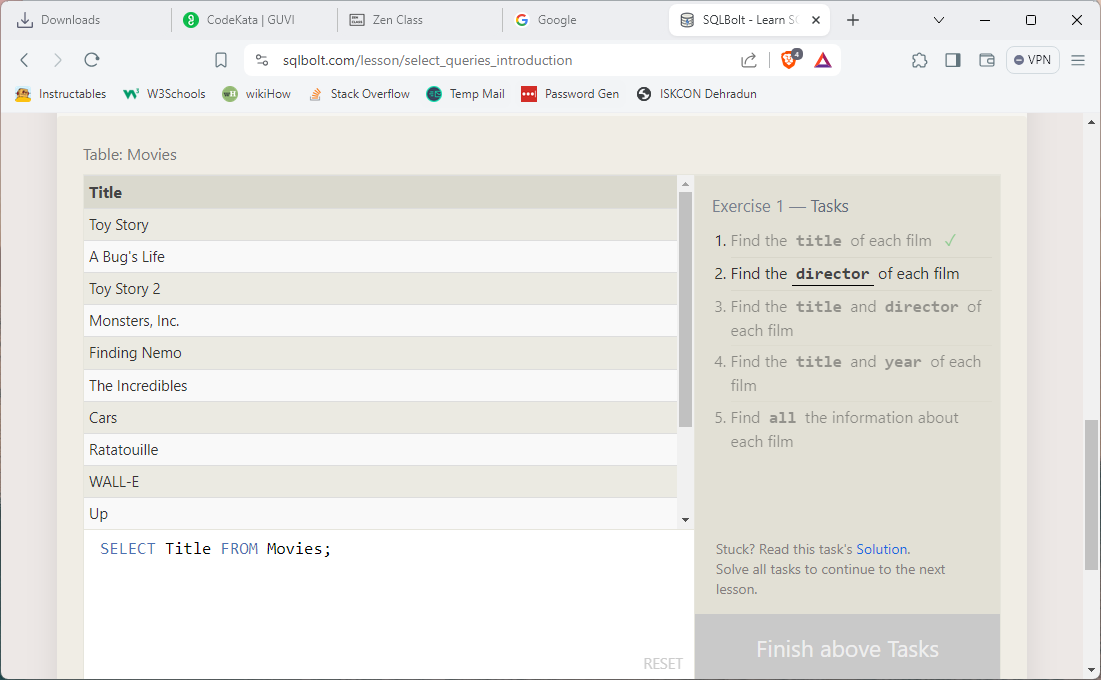 Downloads
CodeKata | GUVI
ZEN CLASS
Zen Class
Google
SQLBolt - Learn SQ
sqlbolt.com/lesson/select_queries_introduction
4
VPN
Instructables
W3Schools
wikiHow
Stack Overflow
Temp Mail
Password Gen
ISKCON Dehradun
Table: Movies
Title
Toy Story
A Bug's Life
Toy Story 2
Monsters, Inc.
Finding Nemo
The Incredibles
Cars
Ratatouille
WALL-E
Up
SELECT Title FROM Movies;
RESET
Exercise 1 — Tasks
1. Find the title of each film ✓
2. Find the director of each film
3. Find the title and director of
each film
4. Find the title and year of each
film
5. Find all the information about
each film
Stuck? Read this task's Solution.
Solve all tasks to continue to the next
lesson.
Finish above Tasks